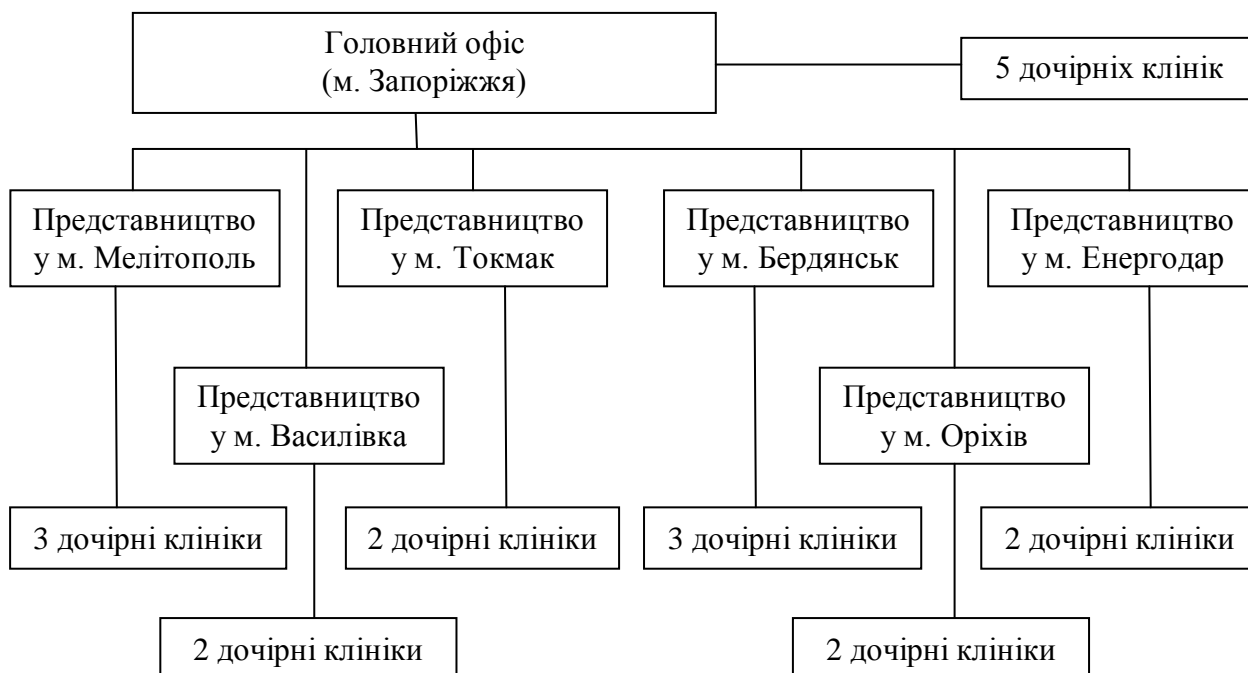 Головний офіс
(м. Запоріжжя)
5 дочірніх клінік
Представництво
у м. Мелітополь
Представництво
у м. Токмак
Представництво
у м. Бердянськ
Представництво
у м. Енергодар
Представництво
у м. Василівка
Представництво
у м. Оріхів
3 дочірні клініки
2 дочірні клініки
3 дочірні клініки
2 дочірні клініки
2 дочірні клініки
2 дочірні клініки